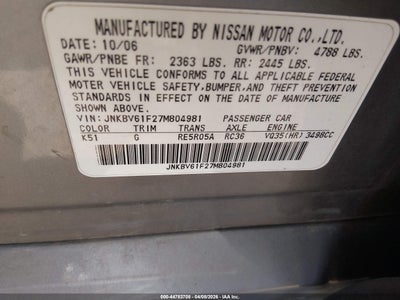 MANUFACTURED BY NISSAN MOTOR CO.,LTD.
DATE: 10/06 GVWR/PNBV: 4788 LBS.
GAWR/PNBE FR: 2363 LBS. RR: 2445 LBS.
THIS VEHICLE CONFORMS TO ALL APPLICABLE FEDERAL
MOTOR VEHICLE SAFETY,BUMPER,AND THEFT PREVENTION
STANDARDS IN EFFECT ON THE DATE OF MANUFACTURE
SHOWN ABOVE.
VIN: JNKBV61F27M804981 PASSENGER CAR
COLOR TRIM TRANS AXLE ENGINE
K51 G RE5R05A RC36 VQ35(HR) 3498CC
JNKBV61F27M804981
000-44783706 - 04/09/2026 - IAA Inc.